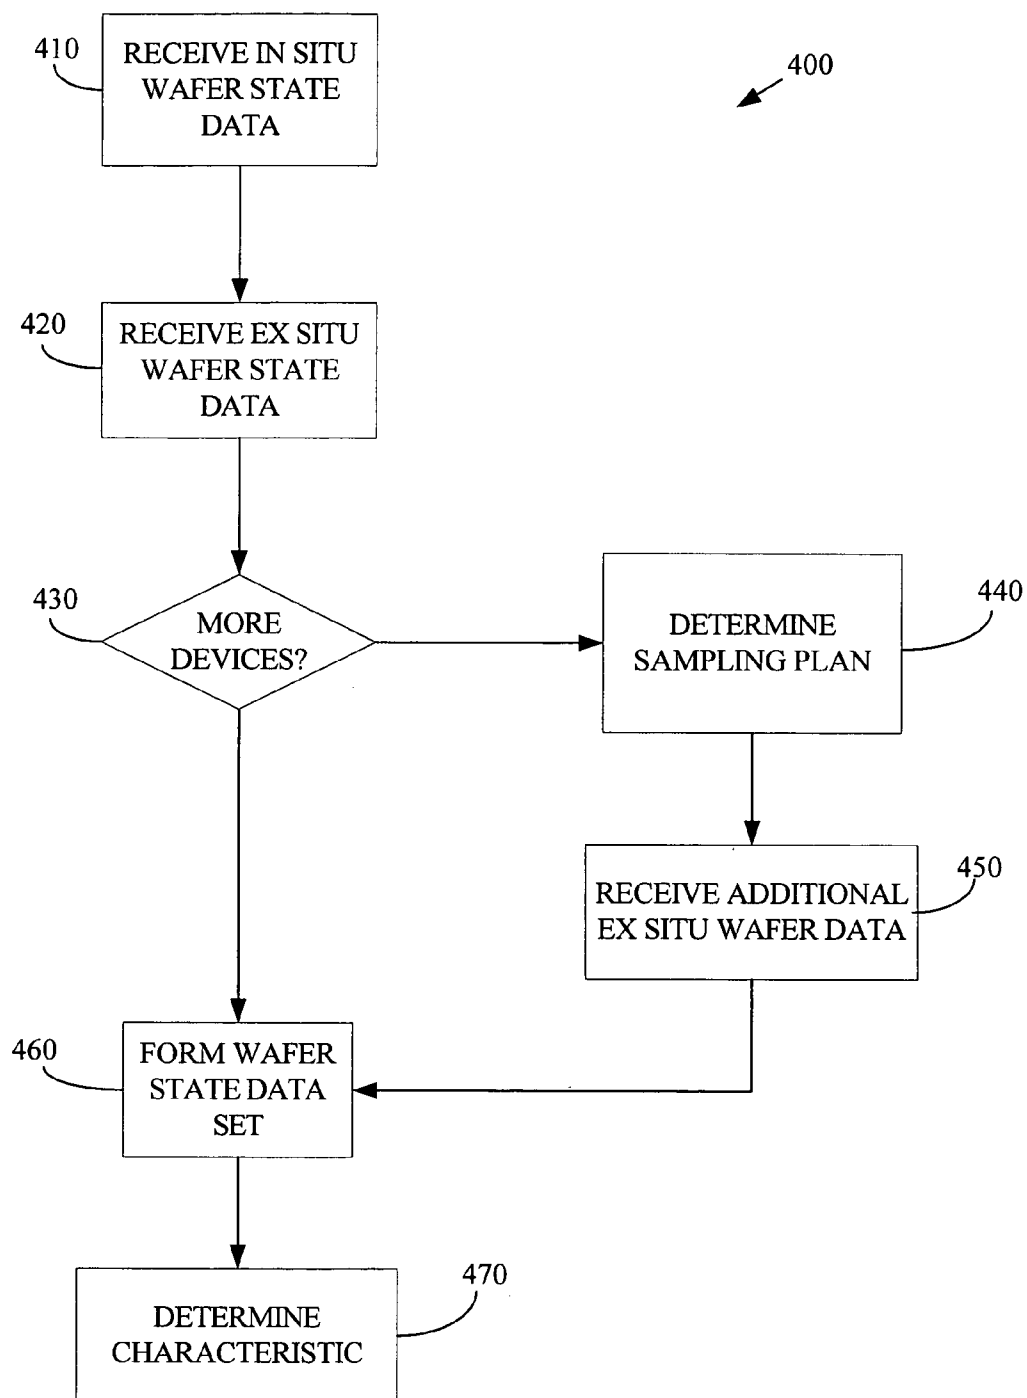 410
RECEIVE IN SITU
WAFER STATE
DATA
400
420
RECEIVE EX SITU
WAFER STATE
DATA
430
MORE
DEVICES?
440
DETERMINE
SAMPLING PLAN
450
RECEIVE ADDITIONAL
EX SITU WAFER DATA
460
FORM WAFER
STATE DATA
SET
470
DETERMINE
CHARACTERISTIC